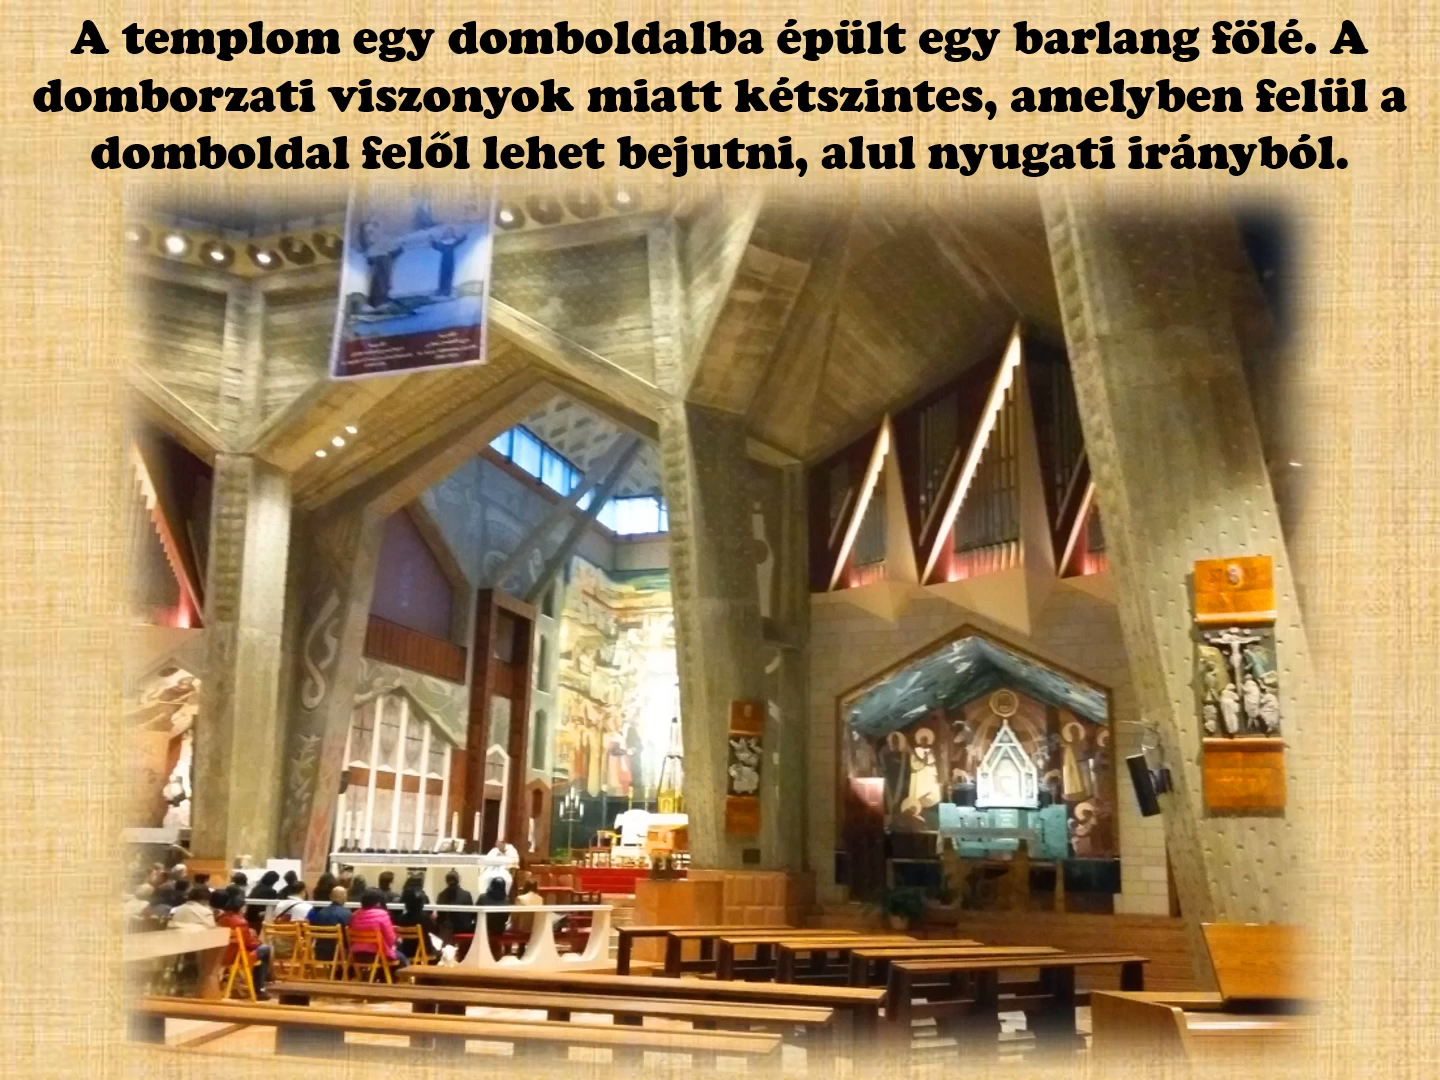 A templom egy domboldalba épült egy barlang fölé. A
domborzati viszonyok miatt kétszintes, amelyben felül a
domboldal felől lehet bejutni, alul nyugati irányból.